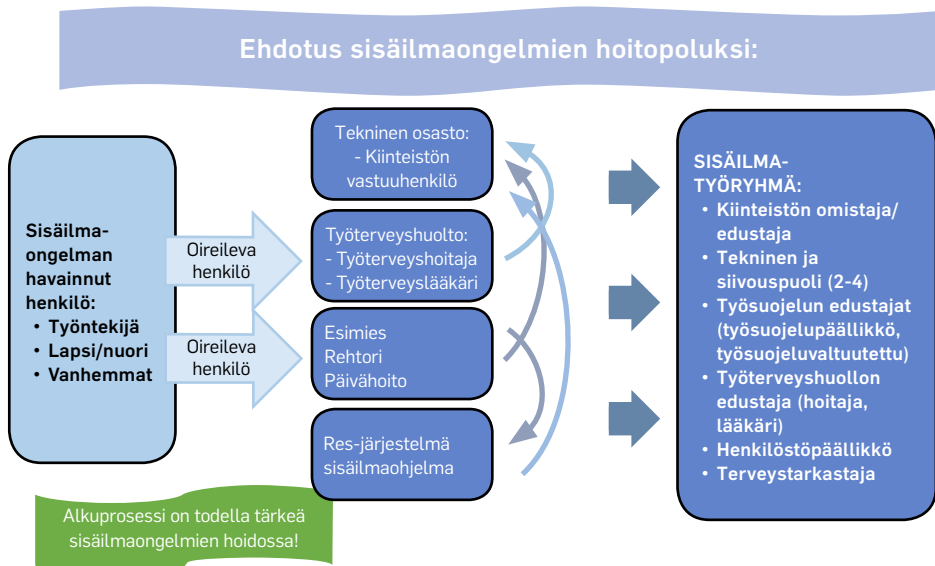 Ehdotus sisäilmaongelmien hoitopoluksi:
Sisäilma-
ongelman
havainnut
henkilö:
• Työntekijä
• Lapsi/nuori
• Vanhemmat
Oireileva
henkilö
Oireileva
henkilö
Tekninen osasto:
- Kiinteistön
vastuuhenkilö
Työterveyshuolto:
- Työterveyshoitaja
- Työterveyslääkäri
Esimies
Rehtori
Päivähoito
Res-järjestelmä
sisäilmaohjelma
SISÄILMA-
TYÖRYHMÄ:
• Kiinteistön omistaja/
edustaja
• Tekninen ja
siivouspuoli (2-4)
• Työsuojelun edustajat
(työsuojelupäällikkö,
työsuojeluvaltuutettu)
• Työterveyshuollon
edustaja (hoitaja,
lääkäri)
• Henkilöstöpäällikkö
• Terveystarkastaja
Alkuprosessi on todella tärkeä
sisäilmaongelmien hoidossa!